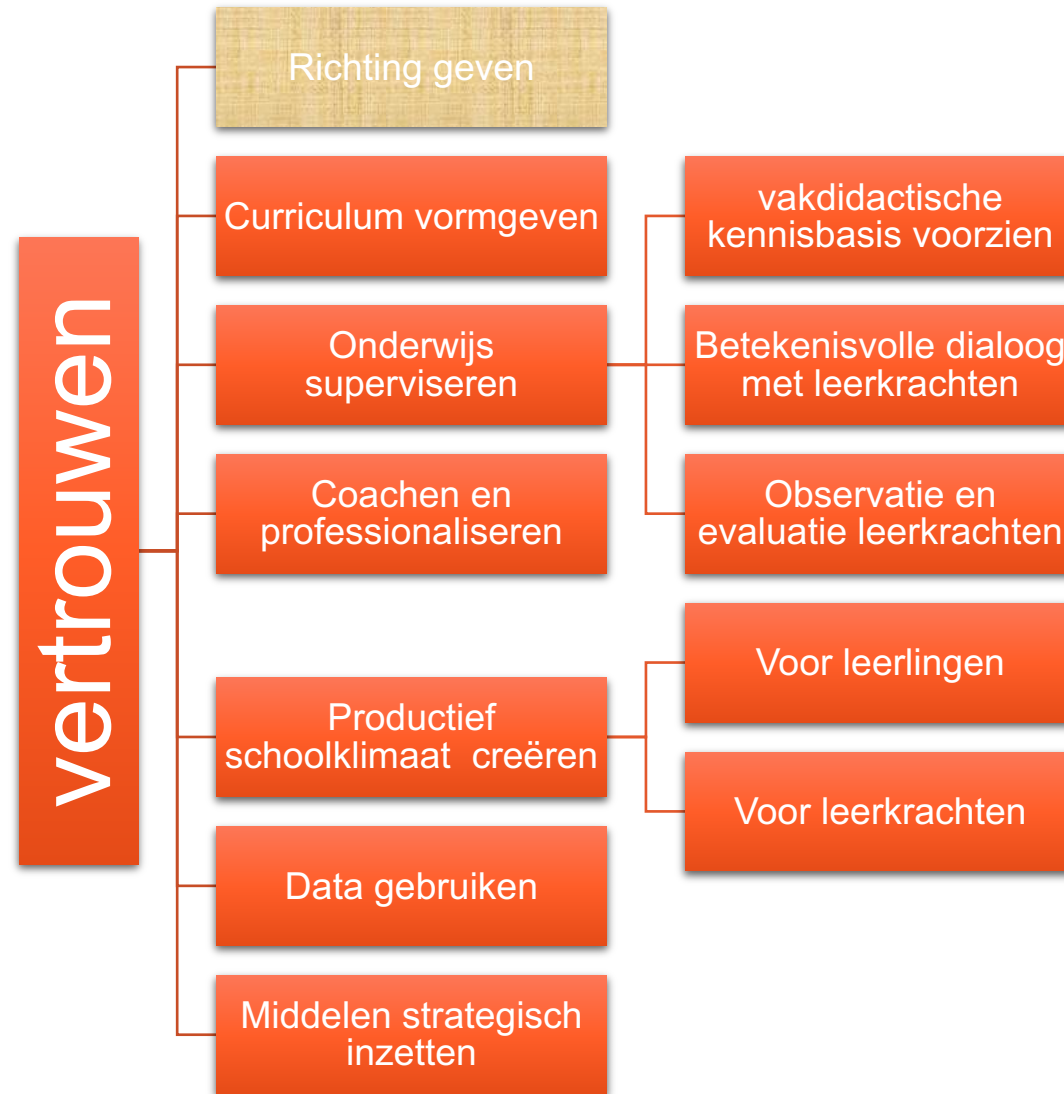 vertrouwen
Richting geven
Curriculum vormgeven
Onderwijs
superviseren
vakdidactische
kennisbasis voorzien
Betekenisvolle dialoog
met leerkrachten
Observatie en
evaluatie leerkrachten
Coachen en
professionaliseren
Productief
schoolklimaat creëren
Voor leerlingen
Voor leerkrachten
Data gebruiken
Middelen strategisch
inzetten